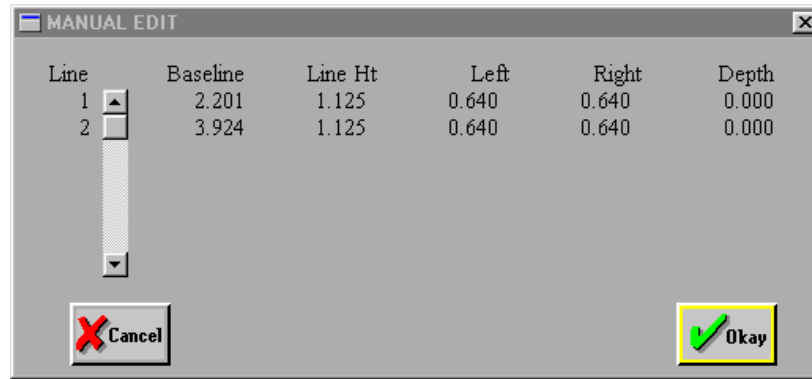 MANUAL EDIT
Line Baseline Line Ht Left Right Depth
1 2.201 1.125 0.640 0.640 0.000
2 3.924 1.125 0.640 0.640 0.000
Cancel Okay